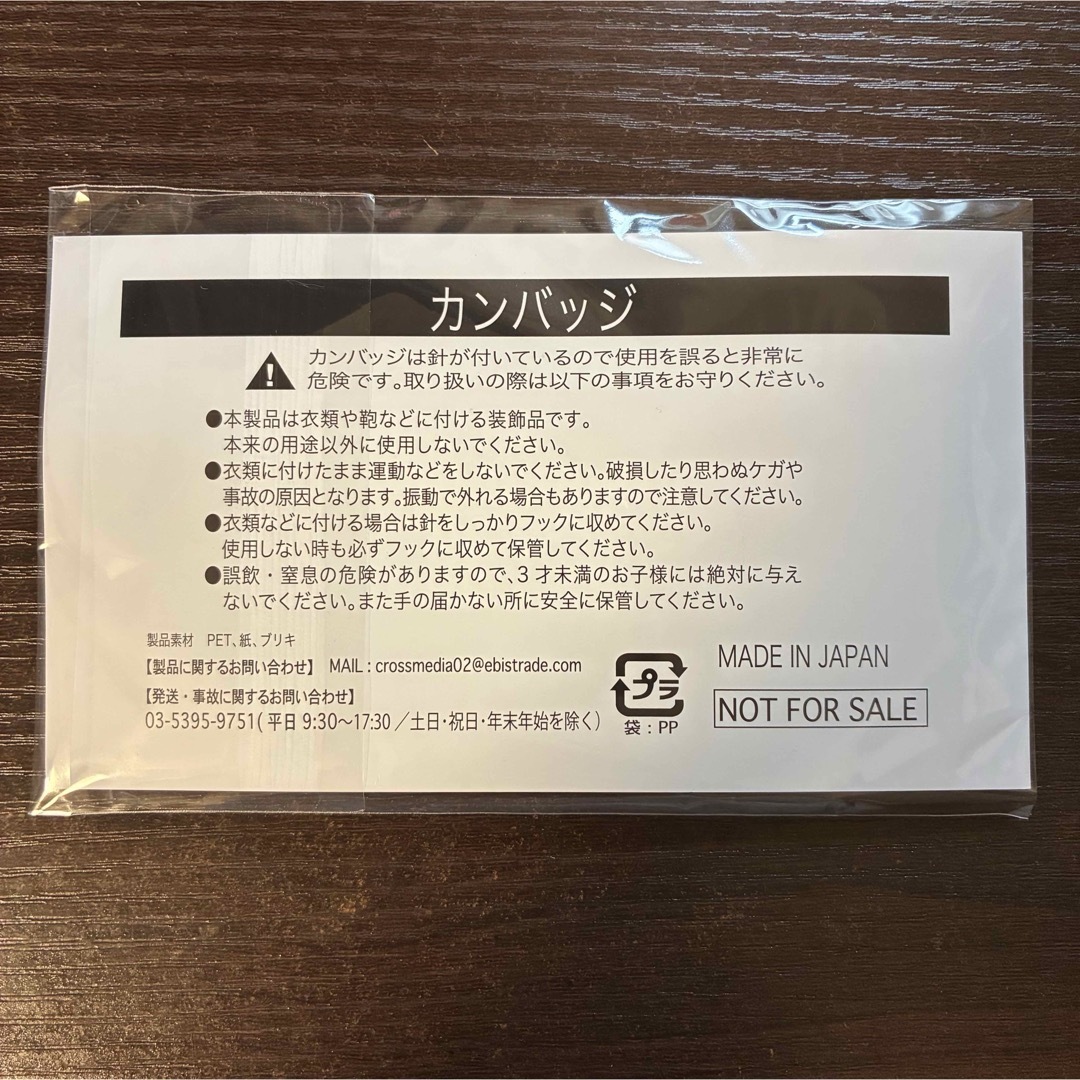 カンバッジ
カンバッジは針が付いているので使用を誤ると非常に
危険です。取り扱いの際は以下の事項をお守りください。
●本製品は衣類や鞄などに付ける装飾品です。
本来の用途以外に使用しないでください。
●衣類に付けたまま運動などをしないでください。破損したり思わぬケガや
事故の原因となります。振動で外れる場合もありますので注意してください。
●衣類などに付ける場合は針をしっかりフックに収めてください。
使用しない時も必ずフックに収めて保管してください。
●誤飲・窒息の危険がありますので、3才未満のお子様には絶対に与え
ないでください。また手の届かない所に安全に保管してください。
製品素材 PET、紙、ブリキ
【製品に関するお問い合わせ】 MAIL : crossmedia02@ebistrade.com
【発送・事故に関するお問い合わせ】
03-5395-9751( 平日 9:30～17:30 ／土日・祝日・年末年始を除く）
プラ
袋 : PP
MADE IN JAPAN
NOT FOR SALE